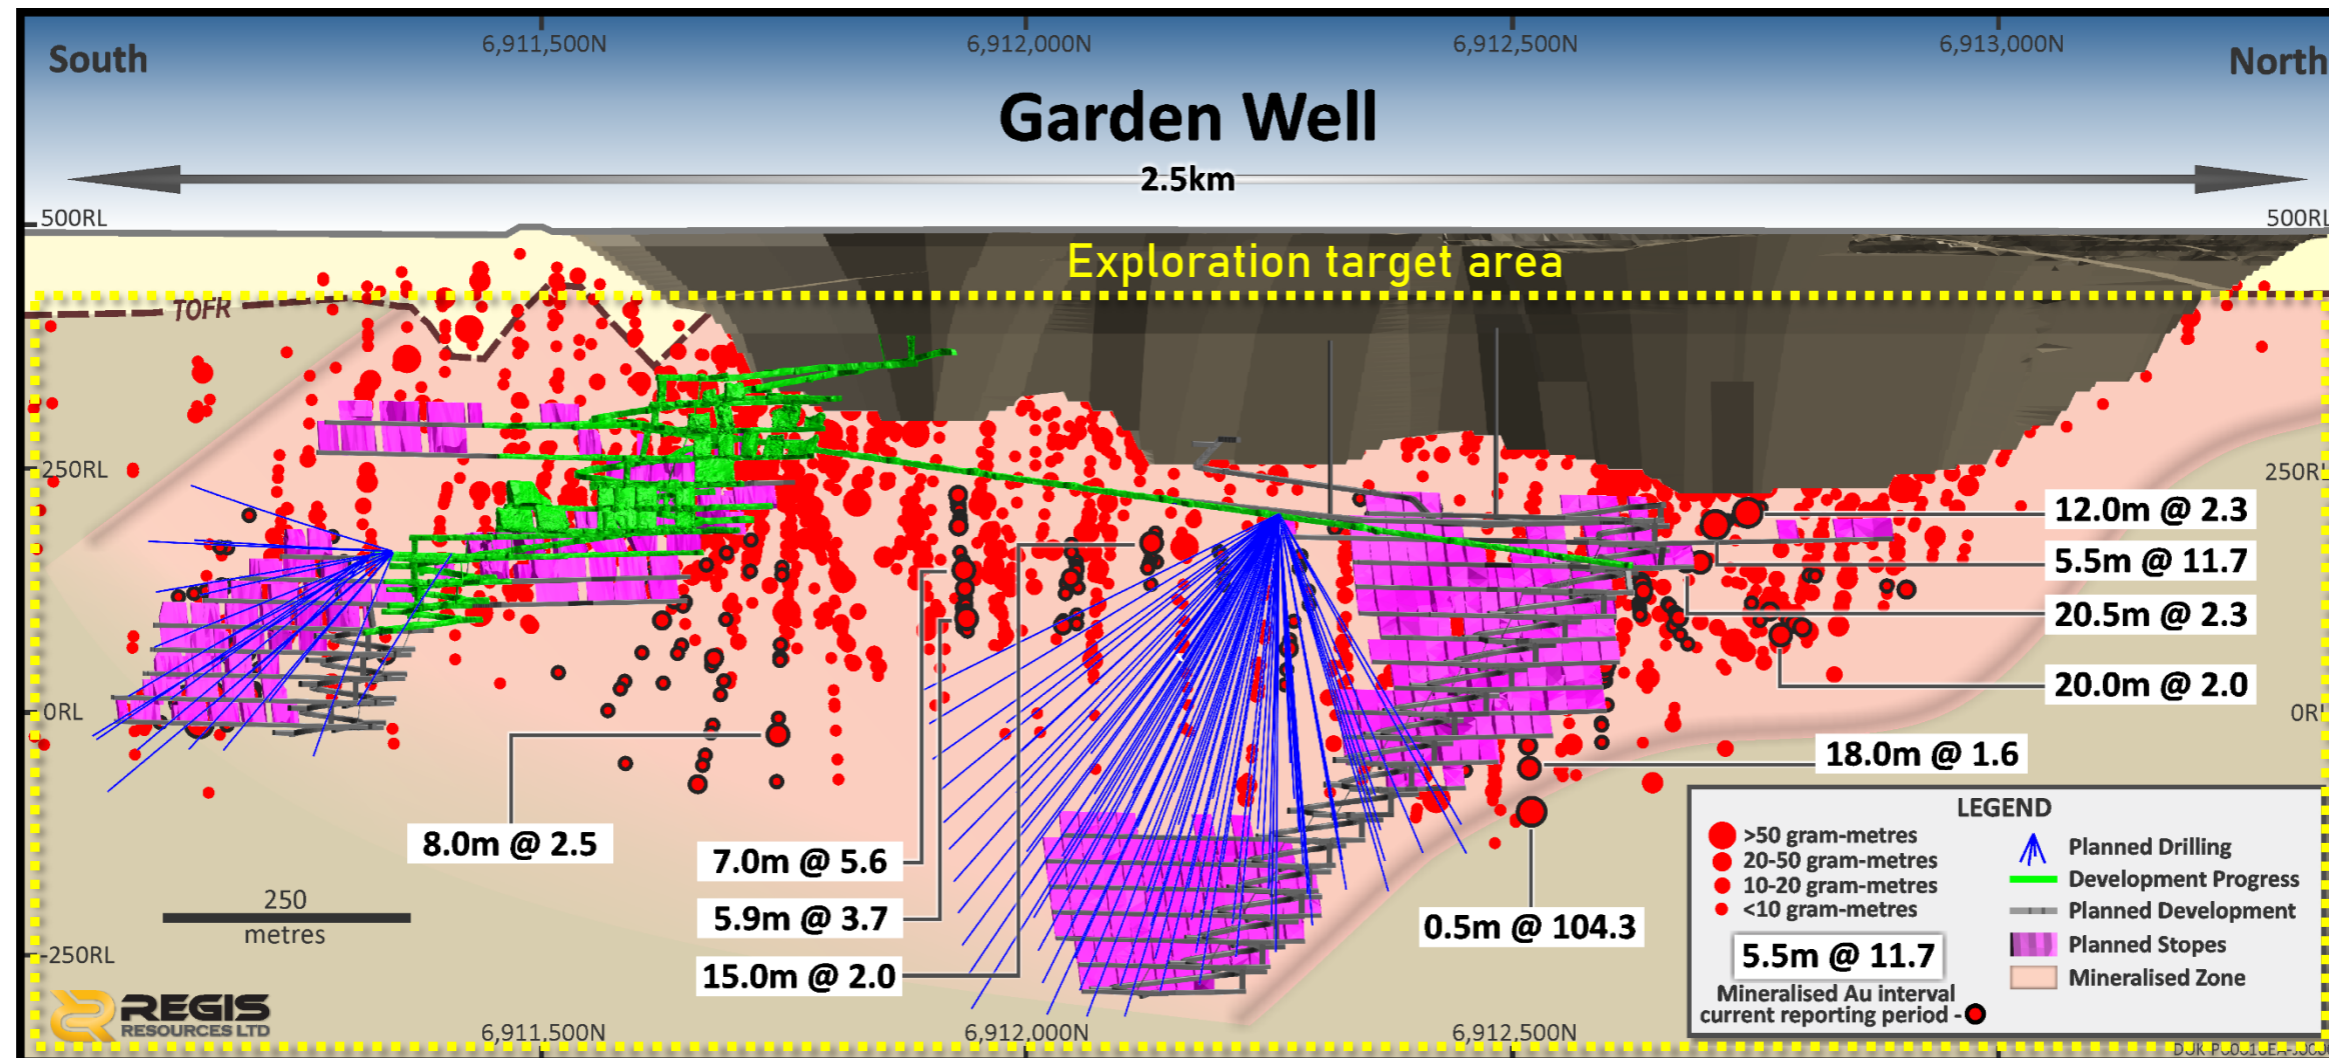 6,911,500N 6,912,000N 6,912,500N 6,913,000N
South North
Garden Well
2.5km
500RL 500RL
Exploration target area
TOFR
250RL
0RL
-250RL
12.0m @ 2.3
5.5m @ 11.7
20.5m @ 2.3
20.0m @ 2.0
18.0m @ 1.6
0.5m @ 104.3
8.0m @ 2.5
7.0m @ 5.6
5.9m @ 3.7
15.0m @ 2.0
250
metres
REGIS
RESOURCES LTD
LEGEND
>50 gram-metres
20-50 gram-metres
10-20 gram-metres
<10 gram-metres
5.5m @ 11.7
Mineralised Au interval
current reporting period -
Planned Drilling
Development Progress
Planned Development
Planned Stopes
Mineralised Zone
6,911,500N 6,912,000N 6,912,500N